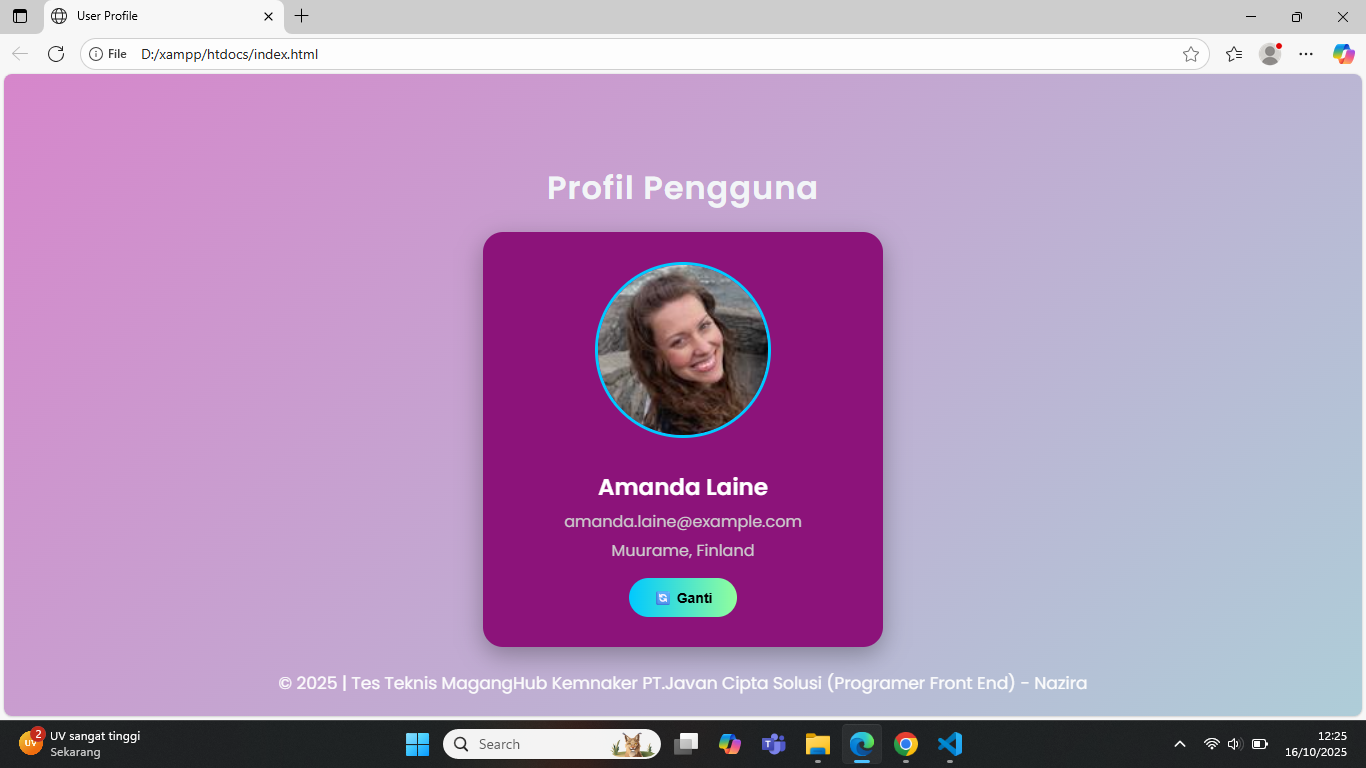 User Profile
File D:/xampp/htdocs/index.html
Profil Pengguna
Amanda Laine
amanda.laine@example.com
Muurame, Finland
Ganti
© 2025 | Tes Teknis MagangHub Kemnaker PT.Javan Cipta Solusi (Programer Front End) - Nazira
UV 2 UV sangat tinggi
Sekarang
Search
12:25
16/10/2025